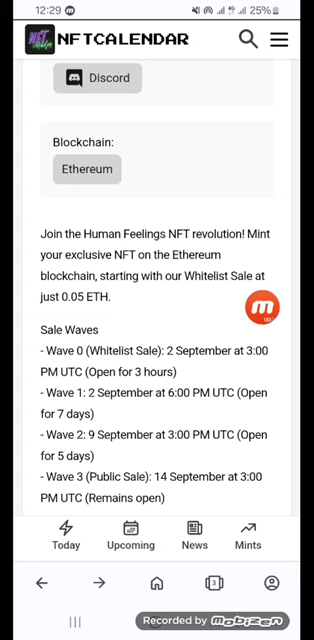 12:29
25%
NFTCALENDAR
Discord
Blockchain:
Ethereum
Join the Human Feelings NFT revolution! Mint
your exclusive NFT on the Ethereum
blockchain, starting with our Whitelist Sale at
just 0.05 ETH.
Sale Waves
- Wave 0 (Whitelist Sale): 2 September at 3:00
PM UTC (Open for 3 hours)
- Wave 1: 2 September at 6:00 PM UTC (Open
for 7 days)
- Wave 2: 9 September at 3:00 PM UTC (Open
for 5 days)
- Wave 3 (Public Sale): 14 September at 3:00
PM UTC (Remains open)
Today Upcoming News Mints
3
Recorded by Mobizen